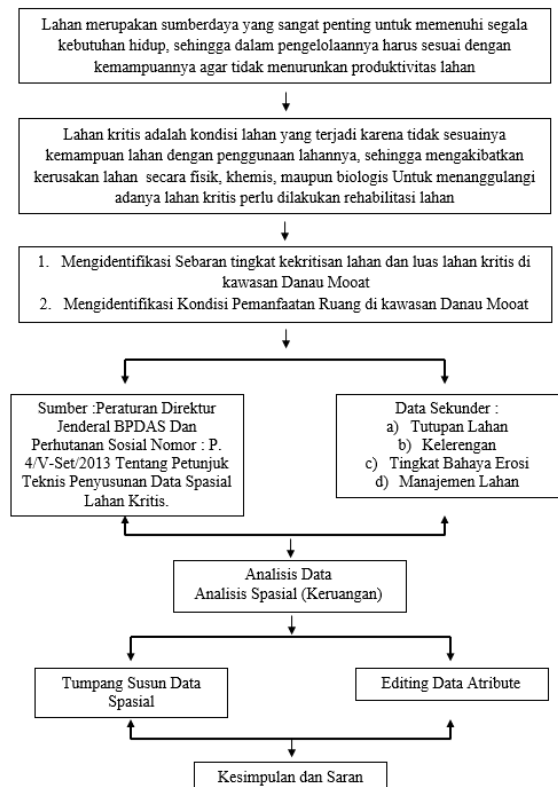 Lahan merupakan sumberdaya yang sangat penting untuk memenuhi segala
kebutuhan hidup, sehingga dalam pengelolaannya harus sesuai dengan
kemampuannya agar tidak menurunkan produktivitas lahan
Lahan kritis adalah kondisi lahan yang terjadi karena tidak sesuainya
kemampuan lahan dengan penggunaan lahannya, sehingga mengakibatkan
kerusakan lahan secara fisik, khemis, maupun biologis Untuk menanggulangi
adanya lahan kritis perlu dilakukan rehabilitasi lahan
1. Mengidentifikasi Sebaran tingkat kekritisan lahan dan luas lahan kritis di
kawasan Danau Mooat
2. Mengidentifikasi Kondisi Pemanfaatan Ruang di kawasan Danau Mooat
Sumber :Peraturan Direktur
Jenderal BPDAS Dan
Perhutanan Sosial Nomor : P.
4/V-Set/2013 Tentang Petunjuk
Teknis Penyusunan Data Spasial
Lahan Kritis.
Data Sekunder :
a) Tutupan Lahan
b) Kelerengan
c) Tingkat Bahaya Erosi
d) Manajemen Lahan
Analisis Data
Analisis Spasial (Keruangan)
Tumpang Susun Data
Spasial
Editing Data Atribute
Kesimpulan dan Saran